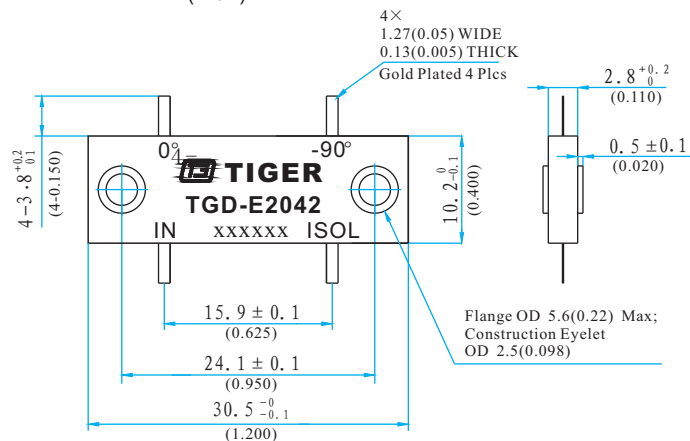 4×
1.27(0.05) WIDE
0.13(0.005) THICK
Gold Plated 4 Plcs
2.8 +0.2 0
(0.110)
0.5±0.1
(0.020)
4-3.8 +0.2 0.1
(4-0.150)
0° -90°
TIGER
TGD-E2042
IN xxxxxx ISOL
10.2 0 -0.1
(0.400)
15.9±0.1
(0.625)
24.1±0.1
(0.950)
30.5 -0 -0.1
(1.200)
Flange OD 5.6(0.22) Max;
Construction Eyelet
OD 2.5(0.098)